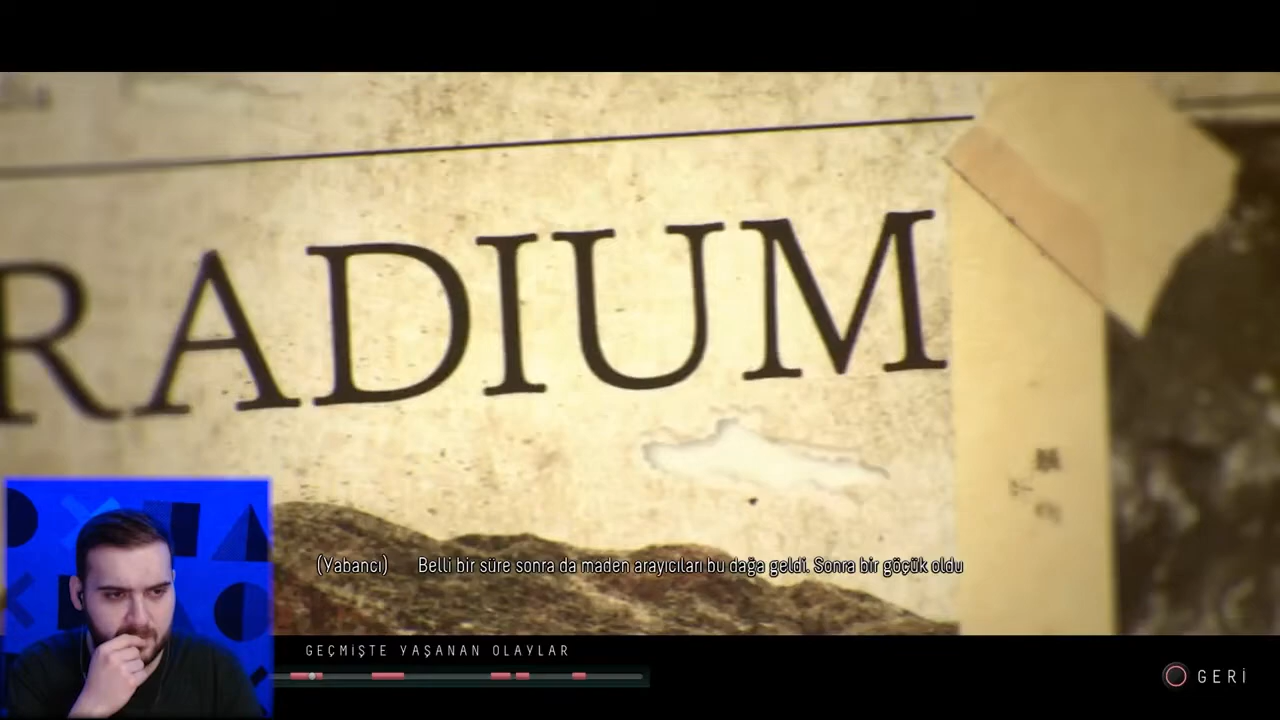 RADIUM
(Yabancı) Belli bir süre sonra da maden arayıcıları bu dağa geldi. Sonra bir göçük oldu
GEÇMİŞTE YAŞANAN OLAYLAR
GERİ